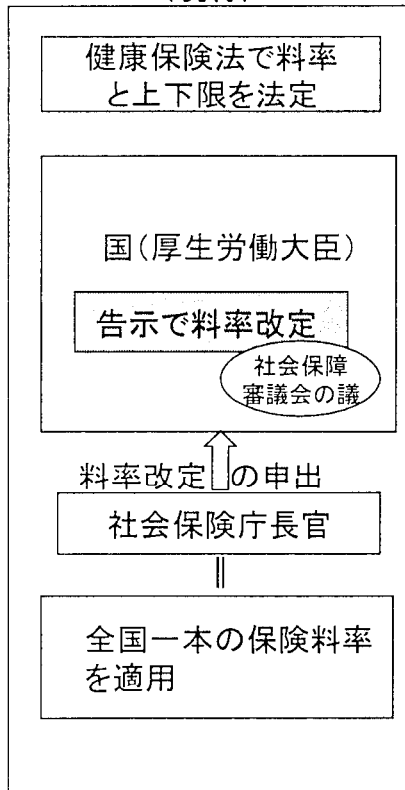 健康保険法で料率
と上下限を法定
国(厚生労働大臣)
告示で料率改定
社会保障
審議会の議
料率改定の申出
社会保険庁長官
全国一本の保険料率
を適用